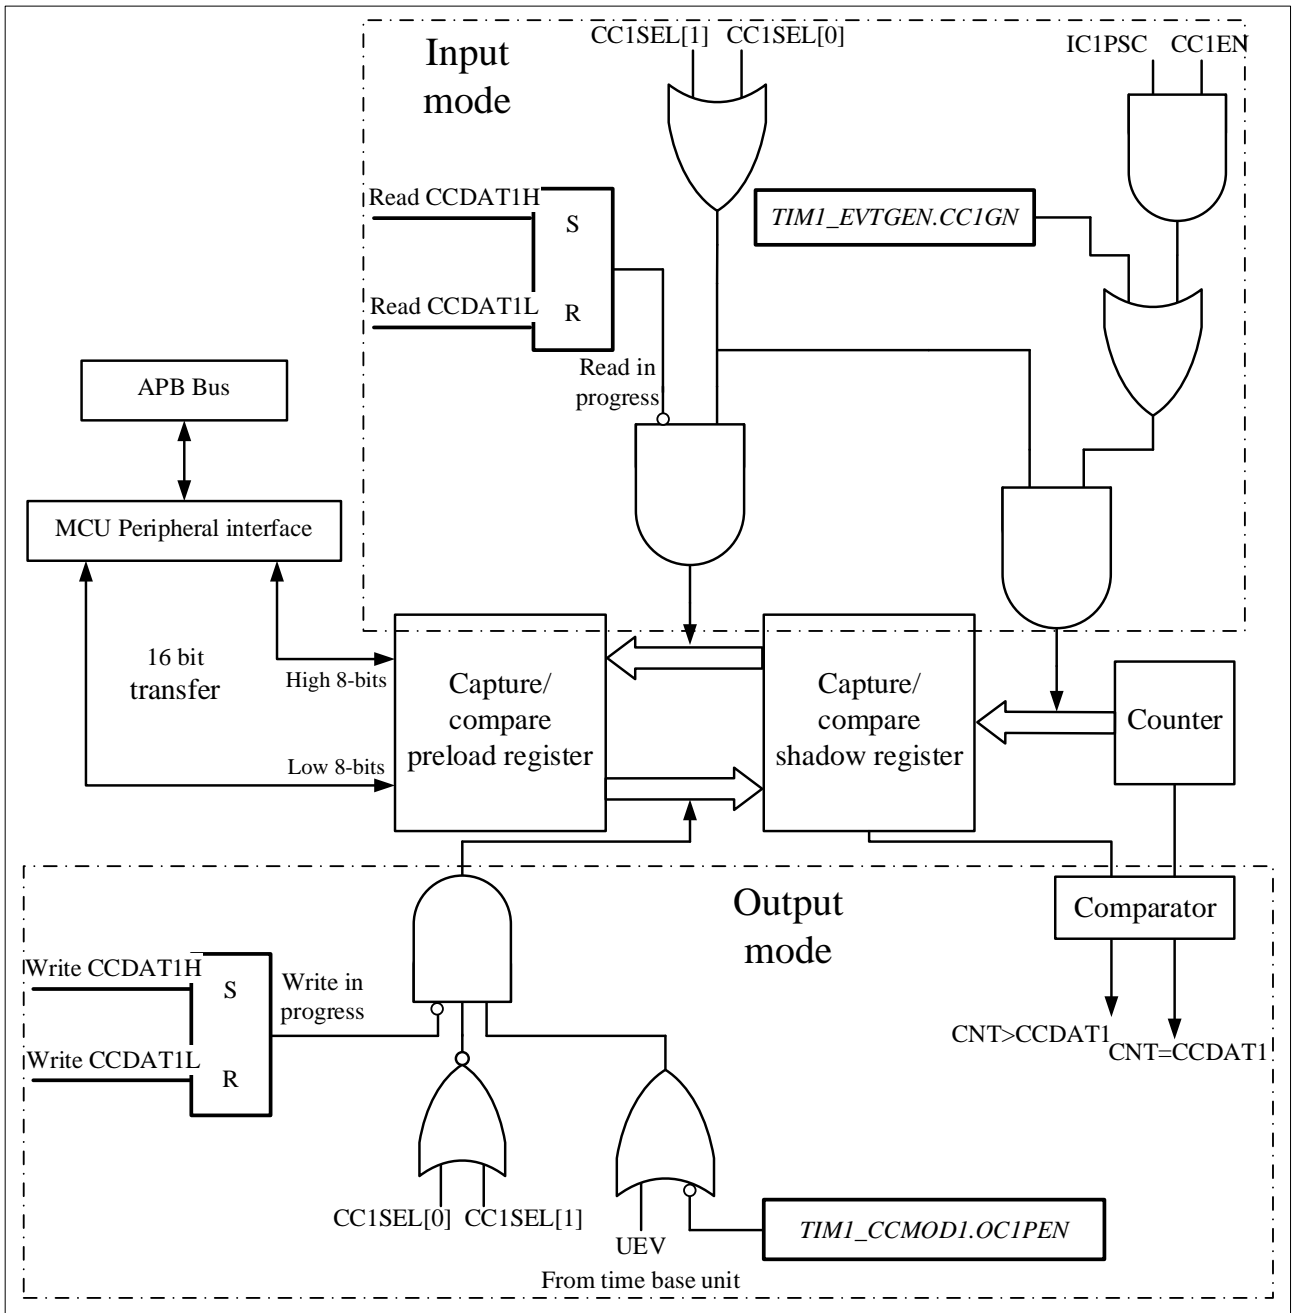 Input
mode
CC1SEL[1] CC1SEL[0]
IC1PSC CC1EN
Read CCDAT1H
S
TIM1_EVTGEN.CC1GN
Read CCDAT1L
R
Read in
progress
APB Bus
MCU Peripheral interface
16 bit
transfer
High 8-bits
Low 8-bits
Capture/
compare
preload register
Capture/
compare
shadow register
Counter
Output
mode
Comparator
Write CCDAT1H
S
Write in
progress
Write CCDAT1L
R
CNT>CCDAT1
CNT=CCDAT1
CC1SEL[0] CC1SEL[1]
UEV
TIM1_CCMOD1.OC1PEN
From time base unit